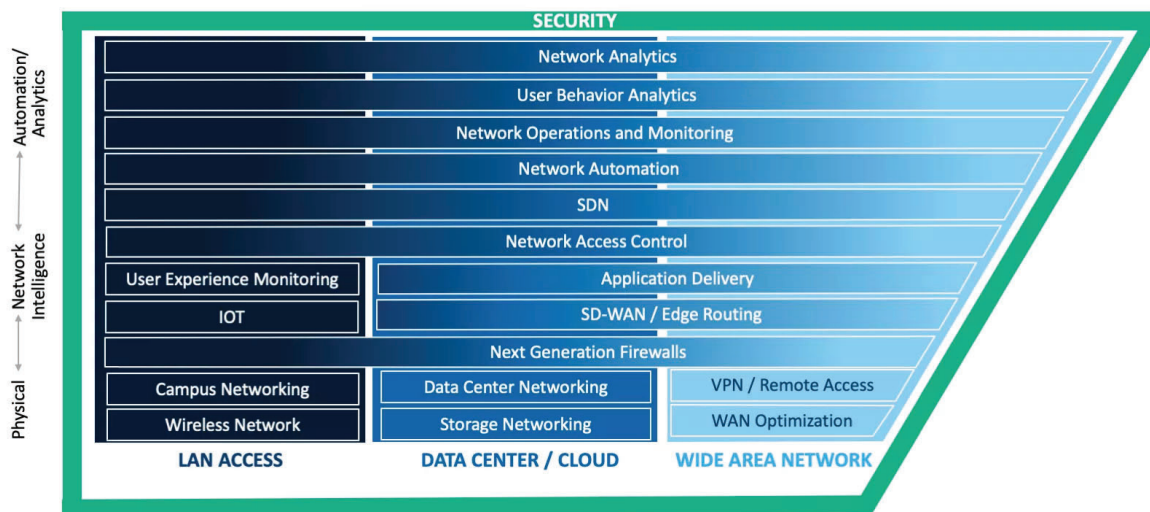 SECURITY
Automation/
Analytics
Network
Intelligence
Physical
Network Analytics
User Behavior Analytics
Network Operations and Monitoring
Network Automation
SDN
Network Access Control
User Experience Monitoring
Application Delivery
IOT
SD-WAN / Edge Routing
Next Generation Firewalls
Campus Networking
Data Center Networking
VPN / Remote Access
Wireless Network
Storage Networking
WAN Optimization
LAN ACCESS
DATA CENTER / CLOUD
WIDE AREA NETWORK